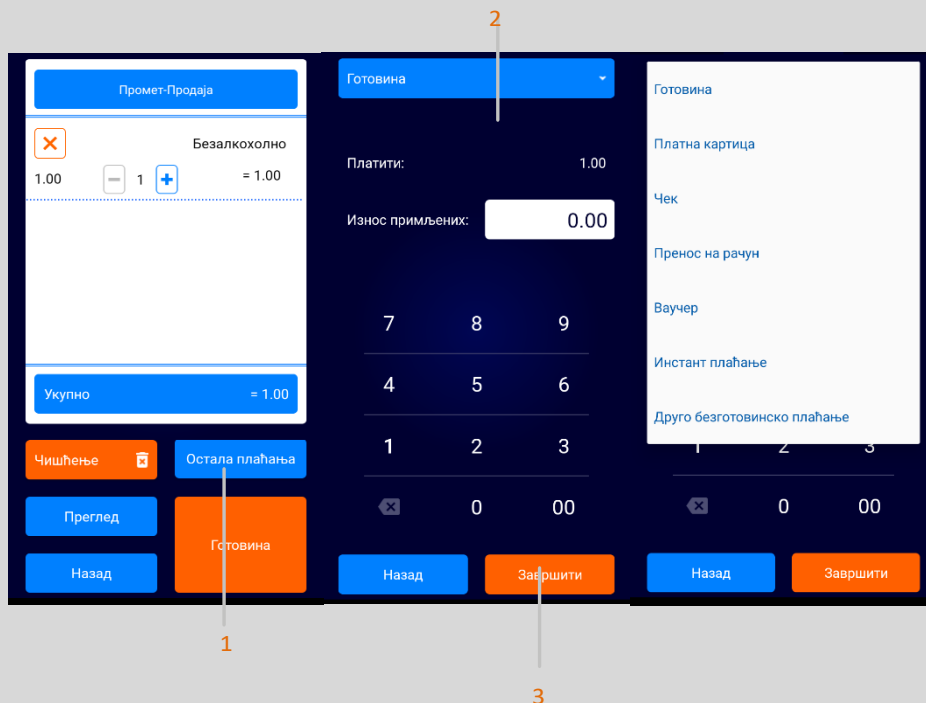 2
Промет-Продаја
Безалкохолно
1.00 1 = 1.00
Укупно = 1.00
Чишћење Остала плаћања
Преглед
Готовина
Назад
1
Готовина
Платити: 1.00
Износ примљених: 0.00
7 8 9
4 5 6
1 2 3
0 00
Назад Завршити
3
Готовина
Платна картица
Чек
Пренос на рачун
Ваучер
Инстант плаћање
Друго безготовинско плаћање
1 2 3
0 00
Назад Завршити